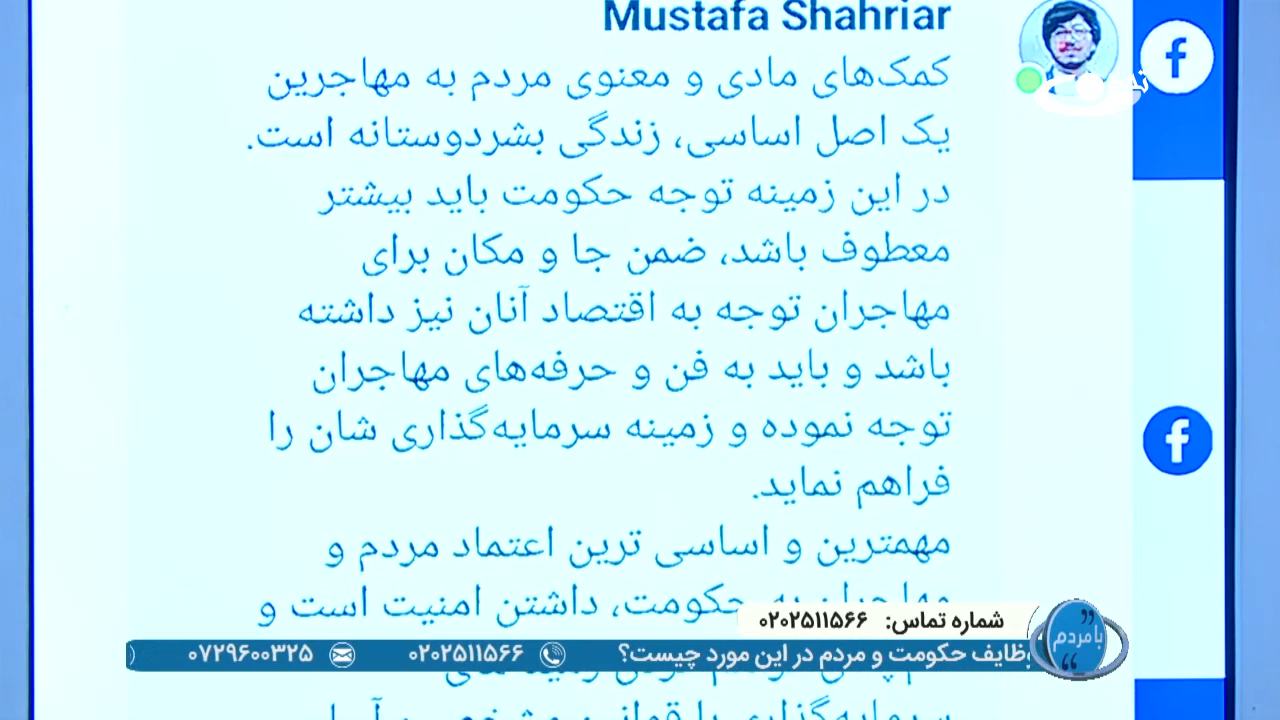 Mustafa Shahriar
کمک‌های مادی و معنوی مردم به مهاجرین
یک اصل اساسی، زندگی بشردوستانه است.
در این زمینه توجه حکومت باید بیشتر
معطوف باشد، ضمن جا و مکان برای
مهاجران توجه به اقتصاد آنان نیز داشته
باشد و باید به فن و حرفه‌های مهاجران
توجه نموده و زمینه سرمایه‌گذاری شان را
فراهم نماید.
مهمترین و اساسی ترین اعتماد مردم و
مهاجران به حکومت، داشتن امنیت است و
شماره تماس: ۰۲۰۲۵۱۱۵۶۶
وظایف حکومت و مردم در این مورد چیست؟ ۰۲۰۲۵۱۱۵۶۶ ۰۷۲۹۶۰۰۳۲۵
بامردم